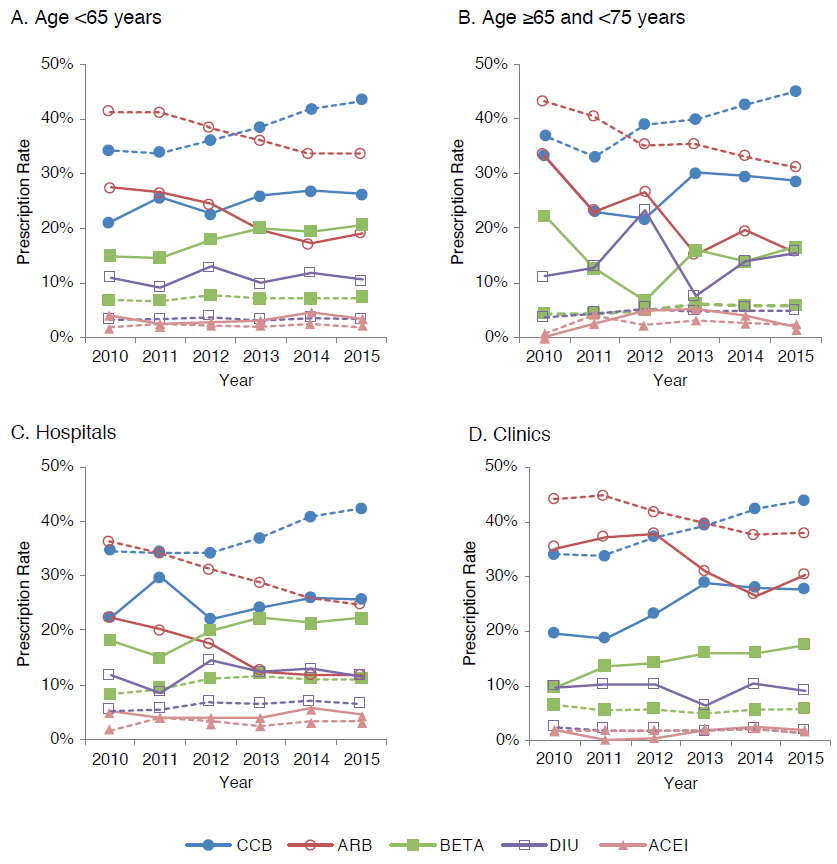 A. Age <65 years
B. Age ≥65 and <75 years
50%
40%
30%
20%
10%
0%
Prescription Rate
2010 2011 2012 2013 2014 2015
Year
50%
40%
30%
20%
10%
0%
Prescription Rate
2010 2011 2012 2013 2014 2015
Year
C. Hospitals
D. Clinics
50%
40%
30%
20%
10%
0%
Prescription Rate
2010 2011 2012 2013 2014 2015
Year
50%
40%
30%
20%
10%
0%
Prescription Rate
2010 2011 2012 2013 2014 2015
Year
CCB ARB BETA DIU ACEI